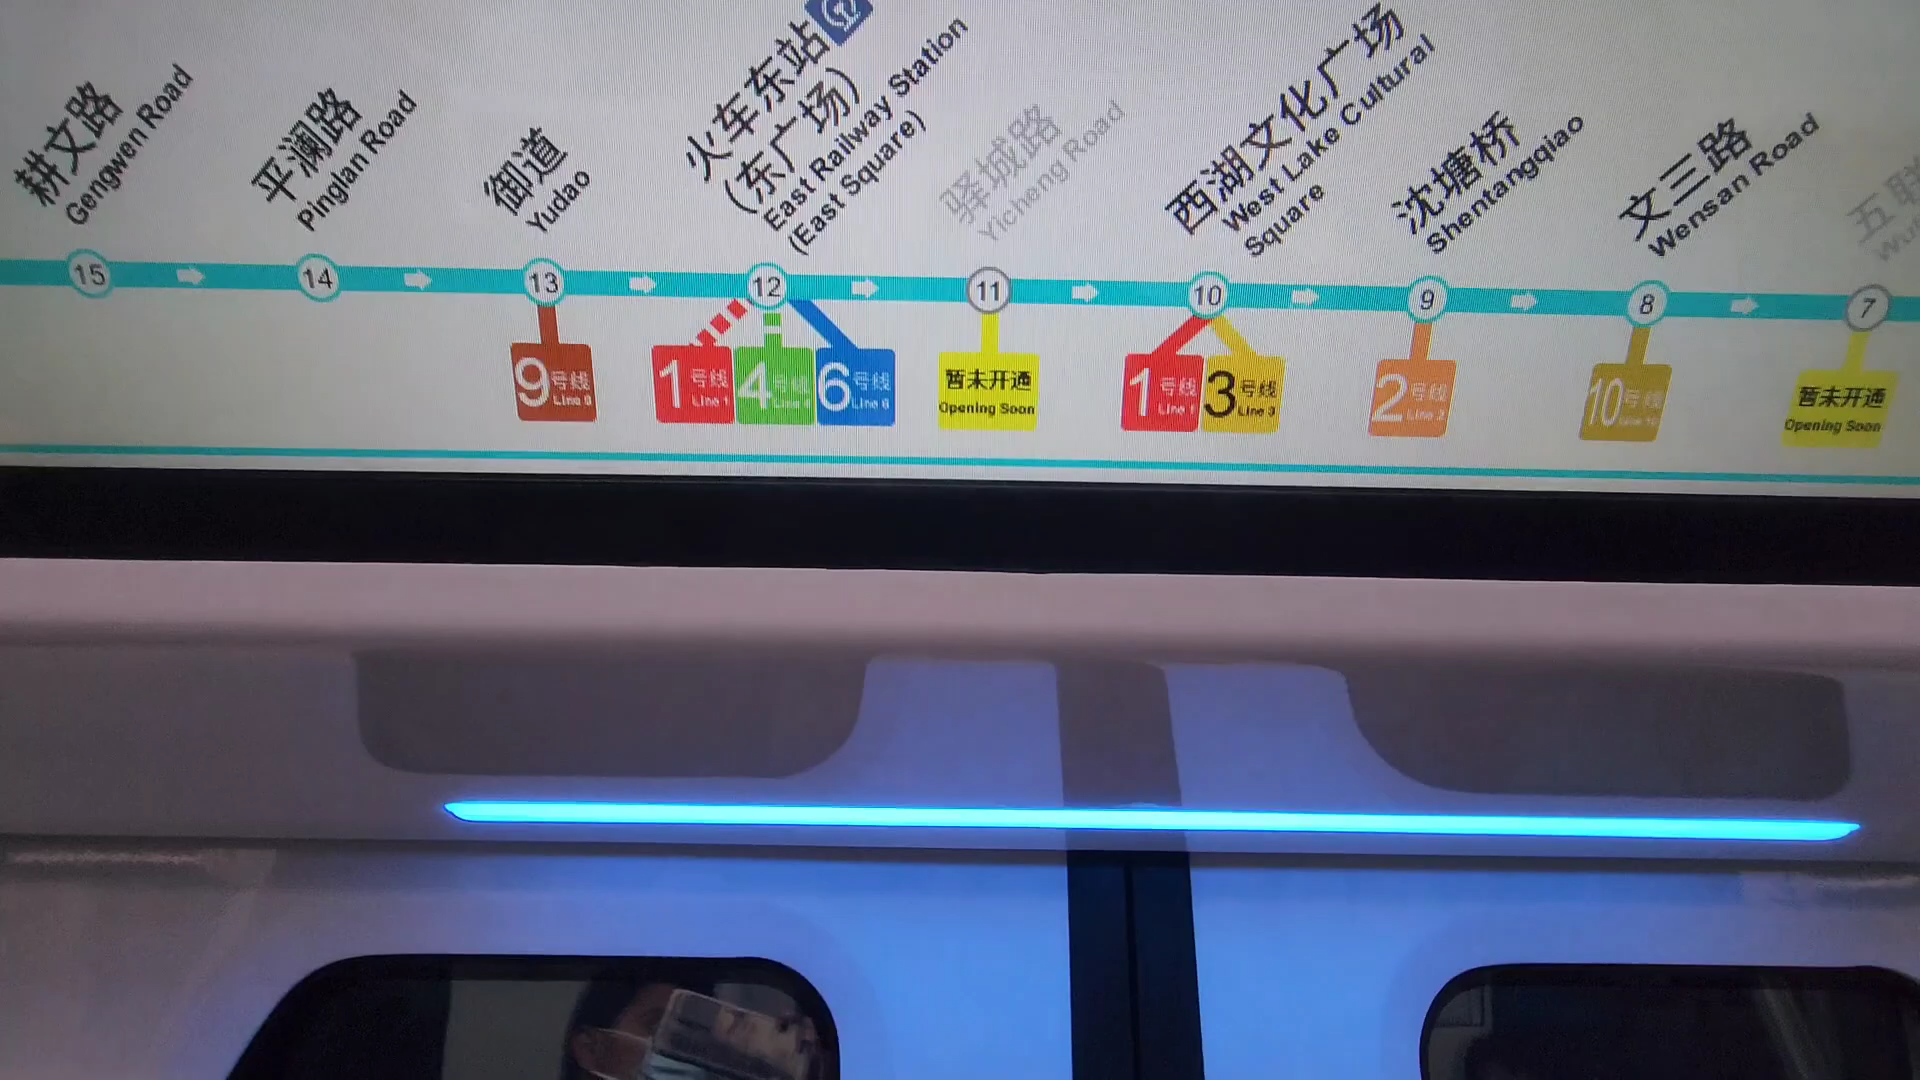 耕文路
Gengwen Road
平澜路
Pinglan Road
御道
Yudao
火车东站
(东广场)
East Railway Station
(East Square)
驿城路
Yicheng Road
西湖文化广场
West Lake Cultural
Square
沈塘桥
Shentangqiao
文三路
Wensan Road
五联
15
14
13
12
11
10
9
8
7
9号线
Line 9
1号线
Line 1
4号线
Line 4
6号线
Line 6
暂未开通
Opening Soon
1号线
Line 1
3号线
Line 3
2号线
Line 2
10号线
Line 10
暂未开通
Opening Soon